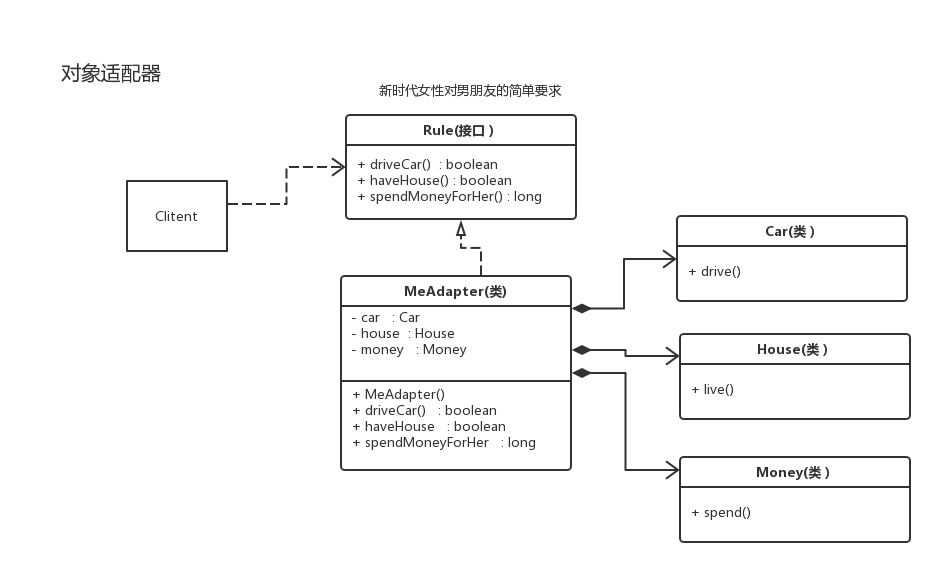 对象适配器
新时代女性对男朋友的简单要求
Rule(接口 )
+ driveCar()  : boolean
+ haveHouse() : boolean
+ spendMoneyForHer() : long
Clitent
MeAdapter(类)
- car   : Car
- house  : House
- money   : Money
+ MeAdapter()
+ driveCar()   : boolean
+ haveHouse   : boolean
+ spendMoneyForHer   : long
Car(类 )
+ drive()
House(类 )
+ live()
Money(类 )
+ spend()